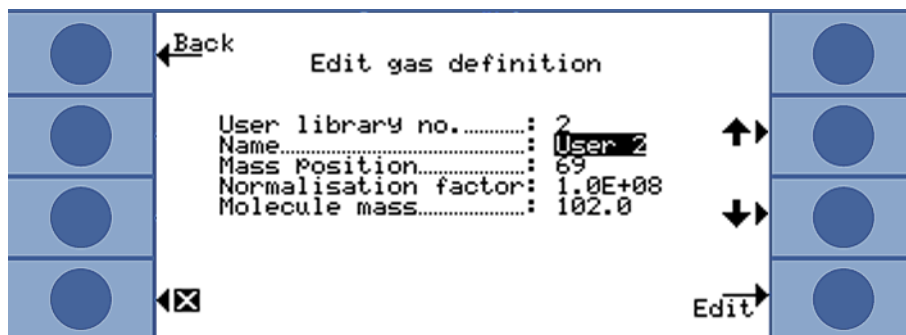 Back
Edit gas definition
User library no.........: 2
Name.........................: User 2
Mass Position...........: 69
Normalisation factor: 1.0E+08
Molecule mass...........: 102.0
Edit